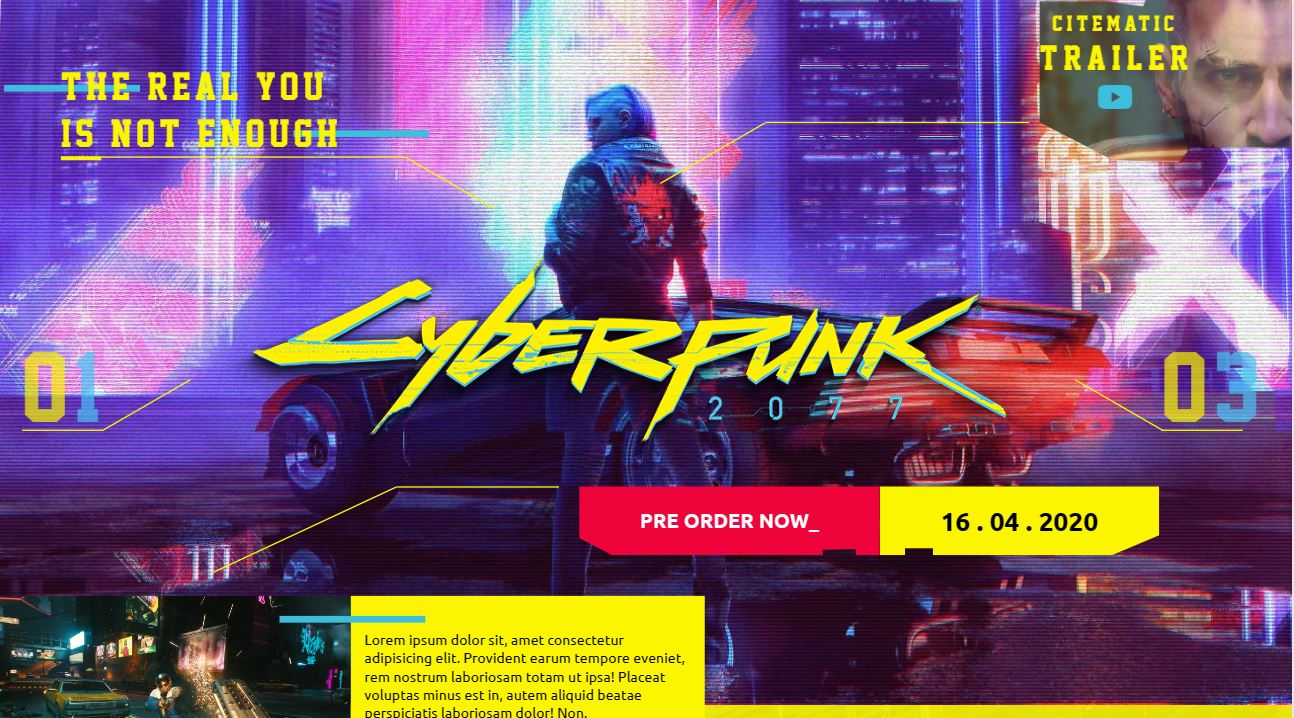 THE REAL YOU
IS NOT ENOUGH
CITEMATIC
TRAILER
CYBERPUNK
2077
01
03
PRE ORDER NOW_
16 . 04 . 2020
Lorem ipsum dolor sit, amet consectetur
adipisicing elit. Provident earum tempore eveniet,
rem nostrum laboriosam totam ut ipsa! Placeat
voluptas minus est in, autem aliquid beatae
perspiciatis laboriosam dolor! Non,